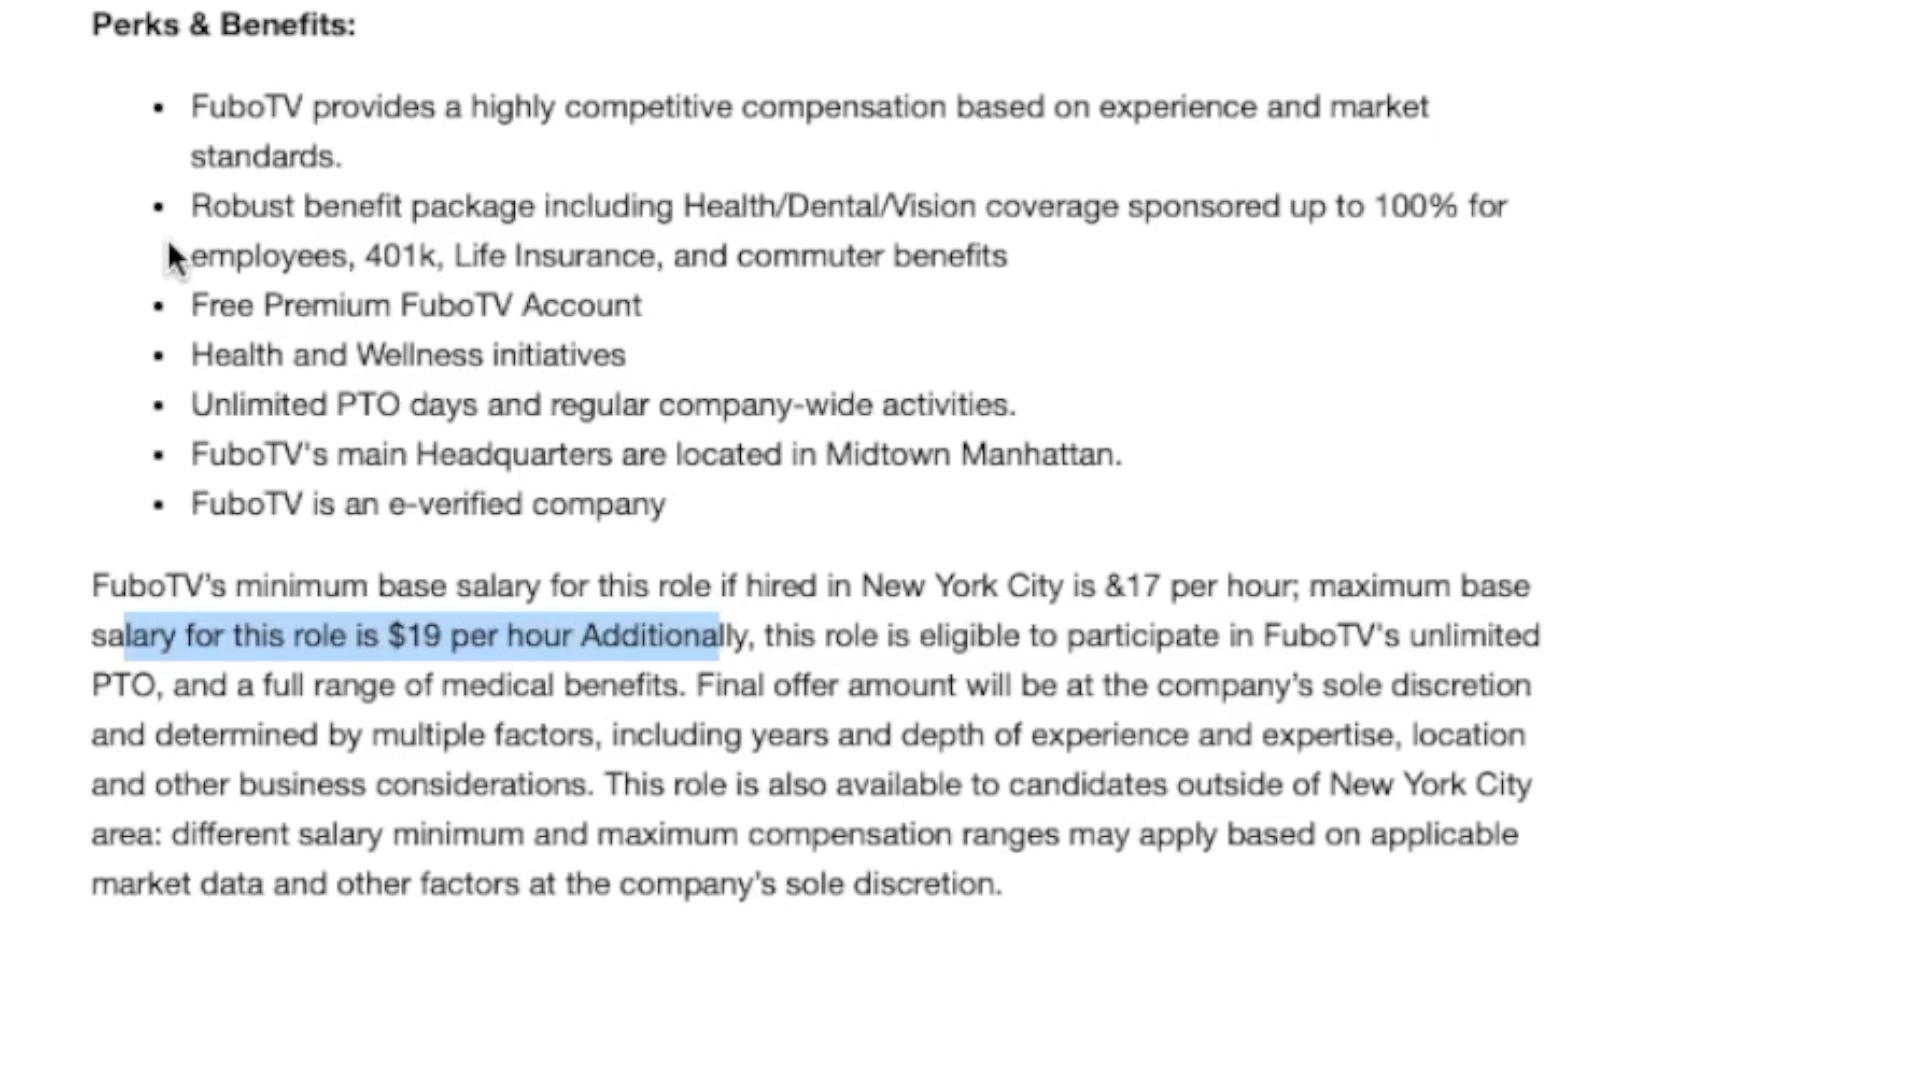 Perks & Benefits:
• FuboTV provides a highly competitive compensation based on experience and market
standards.
• Robust benefit package including Health/Dental/Vision coverage sponsored up to 100% for
employees, 401k, Life Insurance, and commuter benefits
• Free Premium FuboTV Account
• Health and Wellness initiatives
• Unlimited PTO days and regular company-wide activities.
• FuboTV's main Headquarters are located in Midtown Manhattan.
• FuboTV is an e-verified company
FuboTV’s minimum base salary for this role if hired in New York City is &17 per hour; maximum base
salary for this role is $19 per hour Additionally, this role is eligible to participate in FuboTV's unlimited
PTO, and a full range of medical benefits. Final offer amount will be at the company’s sole discretion
and determined by multiple factors, including years and depth of experience and expertise, location
and other business considerations. This role is also available to candidates outside of New York City
area: different salary minimum and maximum compensation ranges may apply based on applicable
market data and other factors at the company’s sole discretion.